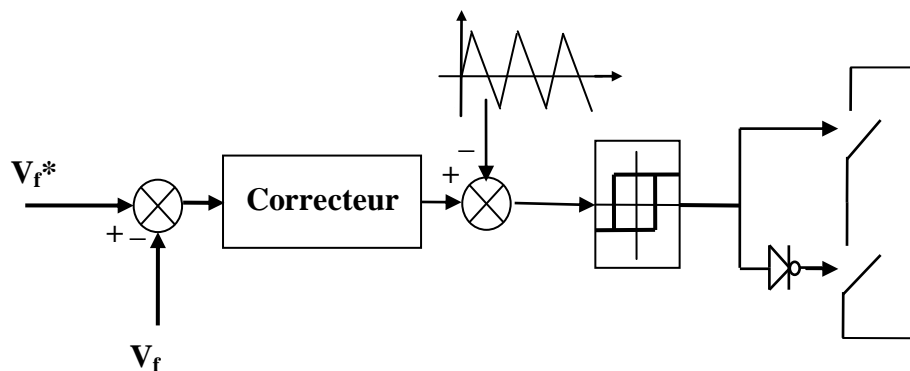 V_f*
+ −
V_f
Correcteur
+
−